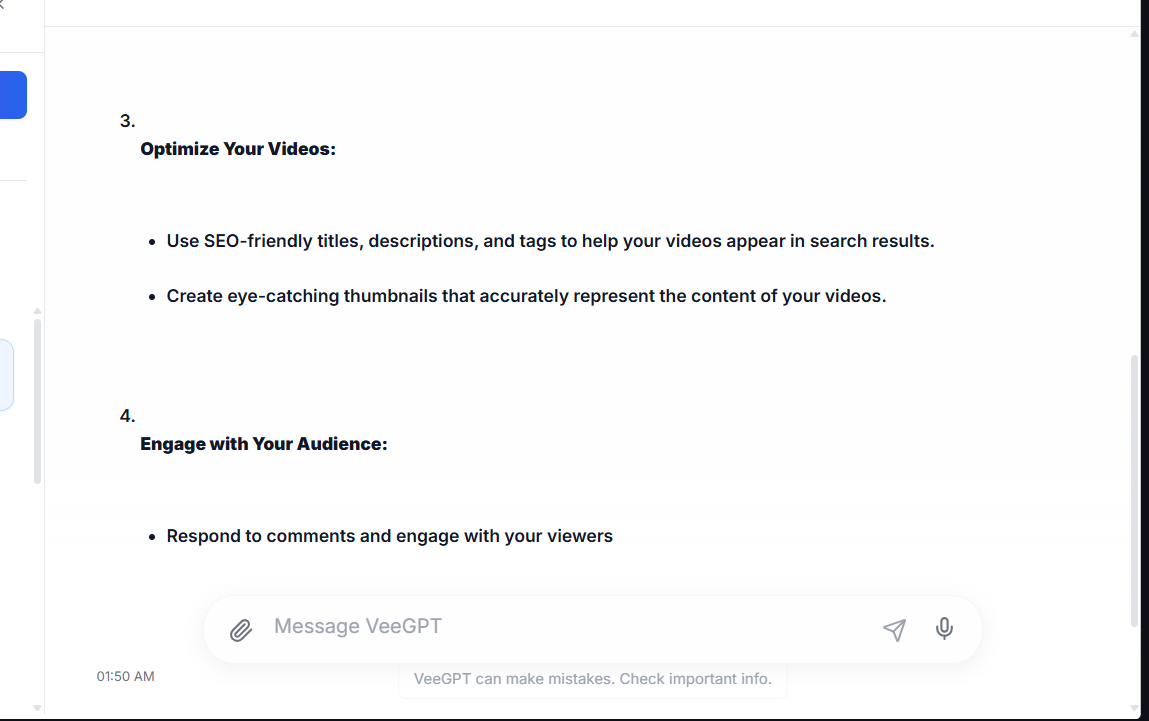 3.
Optimize Your Videos:
• Use SEO-friendly titles, descriptions, and tags to help your videos appear in search results.
• Create eye-catching thumbnails that accurately represent the content of your videos.
4.
Engage with Your Audience:
• Respond to comments and engage with your viewers
Message VeeGPT
01:50 AM
VeeGPT can make mistakes. Check important info.